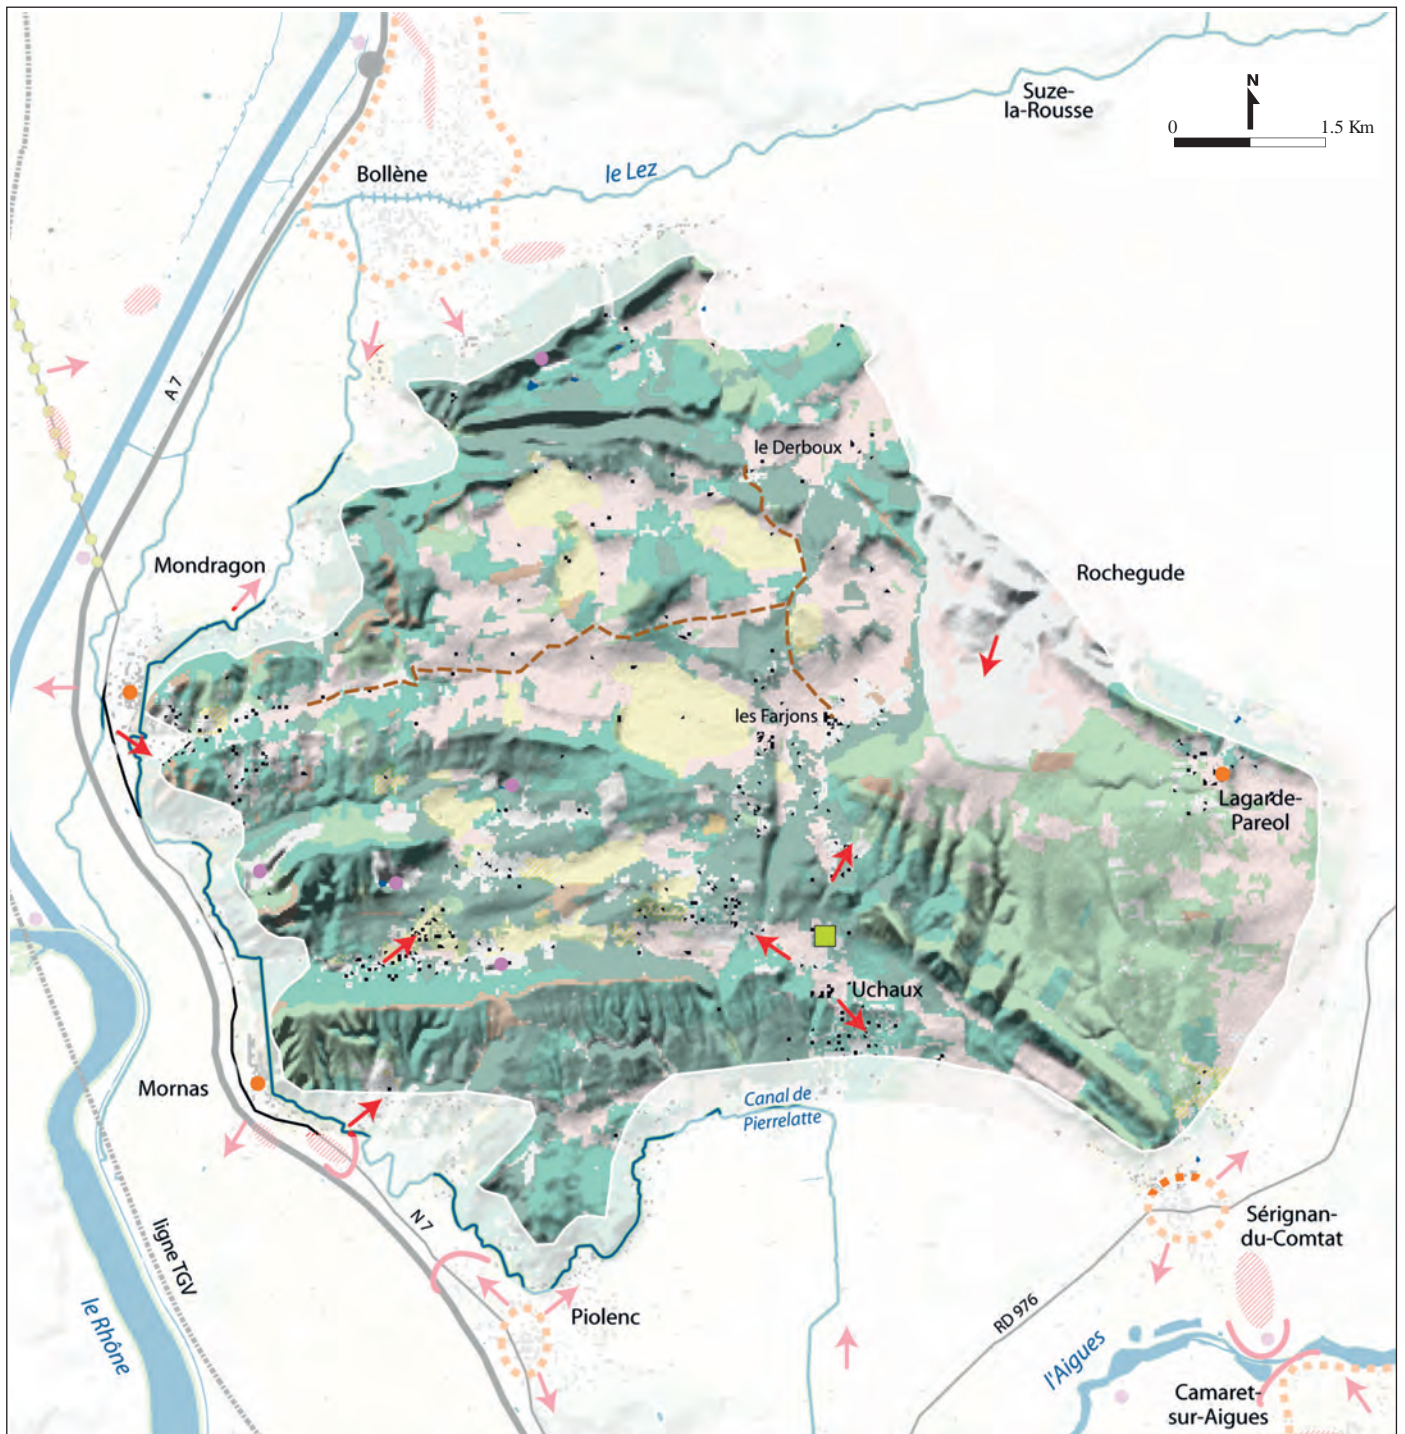 Suze-
la-Rousse
N
0
1.5 Km
Bollène
le Lez
A 7
le Derboux
Mondragon
Rochegude
les Farjons
Lagarde-
Pareol
Uchaux
Mornas
Canal de
Pierrelatte
N 7
ligne TGV
le Rhône
Piolenc
Sérignan-
du-Comtat
RD 976
l'Aigues
Camaret-
sur-Aigues